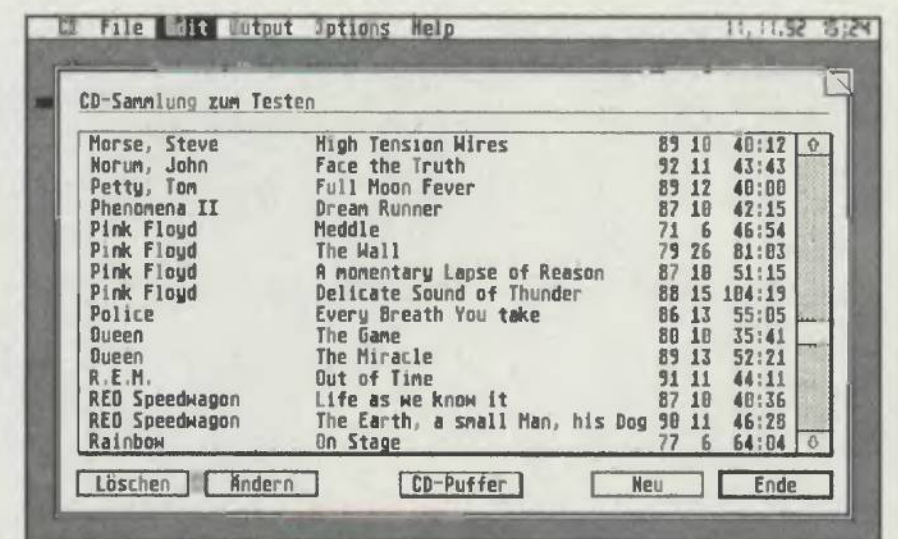 CD File Edit Output Options Help 11.11.92 15:24
CD-Sammlung zum Testen
Morse, Steve High Tension Wires 89 10 40:12
Norum, John Face the Truth 92 11 43:43
Petty, Tom Full Moon Fever 89 12 40:00
Phenomena II Dream Runner 87 10 42:15
Pink Floyd Meddle 71 6 46:54
Pink Floyd The Wall 79 26 81:03
Pink Floyd A momentary Lapse of Reason 87 10 51:15
Pink Floyd Delicate Sound of Thunder 88 15 104:19
Police Every Breath You take 86 13 55:05
Queen The Game 80 10 35:41
Queen The Miracle 89 13 52:21
R.E.M. Out of Time 91 11 44:11
REO Speedwagon Life as we know it 87 10 40:36
REO Speedwagon The Earth, a small Man, his Dog 90 11 46:28
Rainbow On Stage 77 6 64:04
Löschen Ändern CD-Puffer Neu Ende